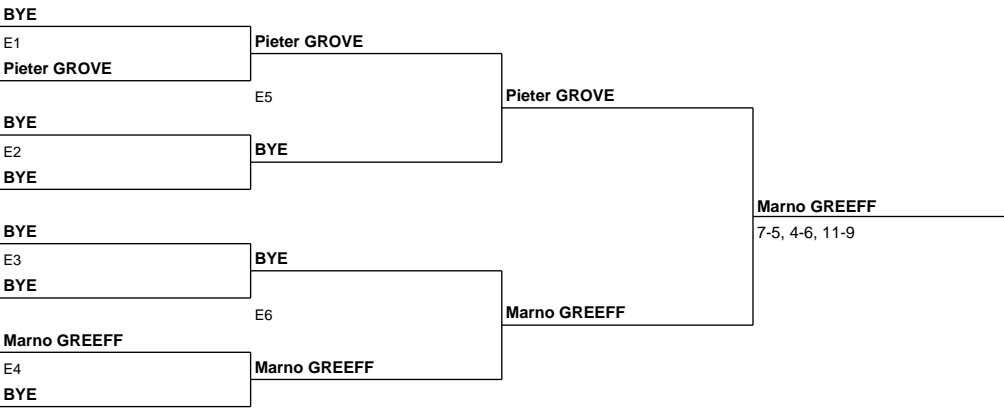 BYE
E1
Pieter GROVE
Pieter GROVE
E5
Pieter GROVE
BYE
E2
BYE
BYE
Marno GREEFF
7-5, 4-6, 11-9
BYE
E3
BYE
BYE
E6
Marno GREEFF
Marno GREEFF
E4
Marno GREEFF
BYE